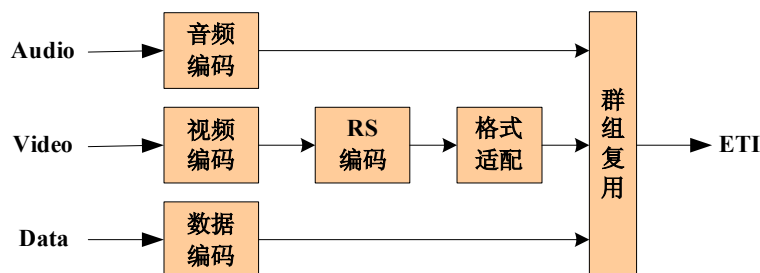 Audio
音频
编码
Video
视频
编码
RS
编码
格式
适配
群
组
复
用
ETI
Data
数据
编码